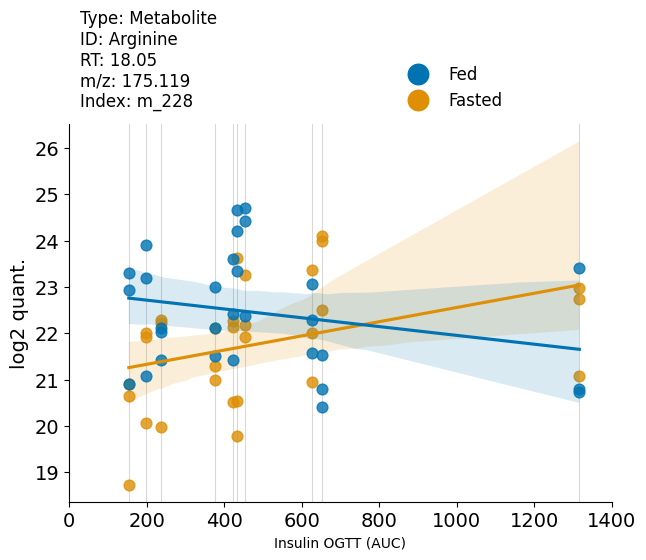 Type: Metabolite
ID: Arginine
RT: 18.05
m/z: 175.119
Index: m_228
Fed
Fasted
log2 quant.
26
25
24
23
22
21
20
19
0 200 400 600 800 1000 1200 1400
Insulin OGTT (AUC)